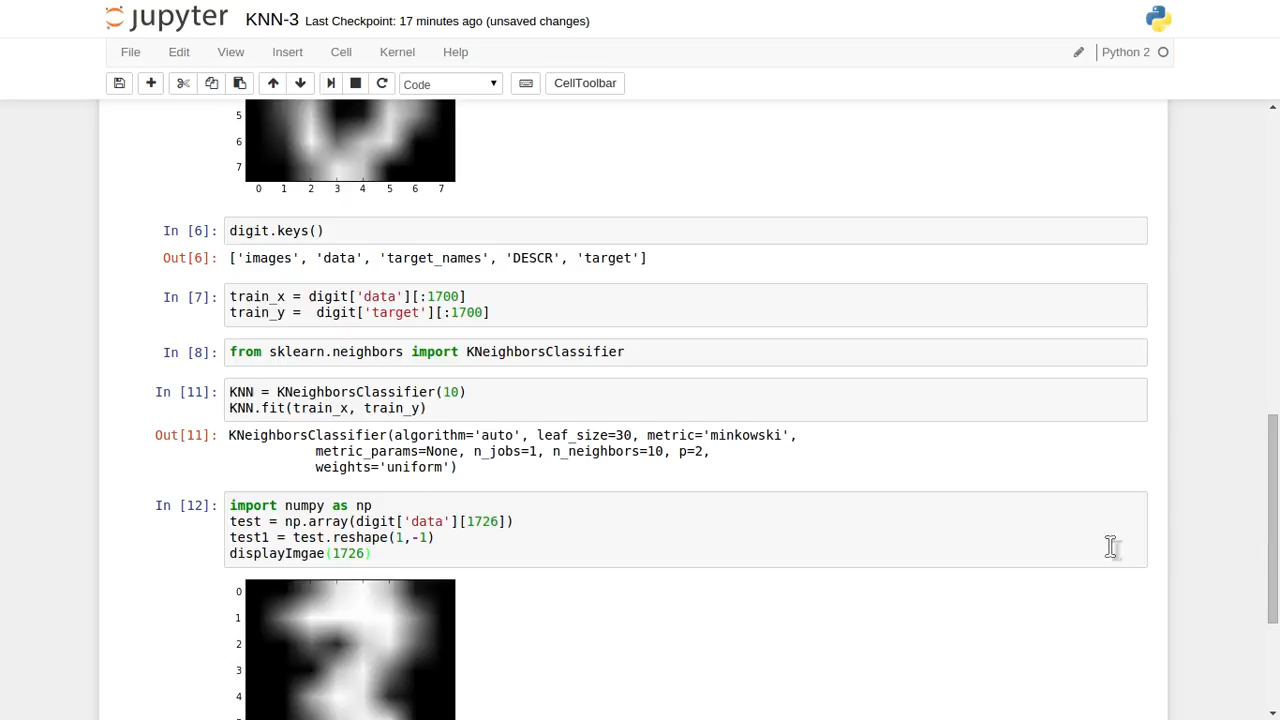 jupyter KNN-3 Last Checkpoint: 17 minutes ago (unsaved changes)
File Edit View Insert Cell Kernel Help Python 2
Code CellToolbar
5
6
7
0 1 2 3 4 5 6 7
In [6]: digit.keys()
Out[6]: ['images', 'data', 'target_names', 'DESCR', 'target']
In [7]: train_x = digit['data'][:1700]
train_y =  digit['target'][:1700]
In [8]: from sklearn.neighbors import KNeighborsClassifier
In [11]: KNN = KNeighborsClassifier(10)
KNN.fit(train_x, train_y)
Out[11]: KNeighborsClassifier(algorithm='auto', leaf_size=30, metric='minkowski',
metric_params=None, n_jobs=1, n_neighbors=10, p=2,
weights='uniform')
In [12]: import numpy as np
test = np.array(digit['data'][1726])
test1 = test.reshape(1,-1)
displayImgae(1726)
0
1
2
3
4